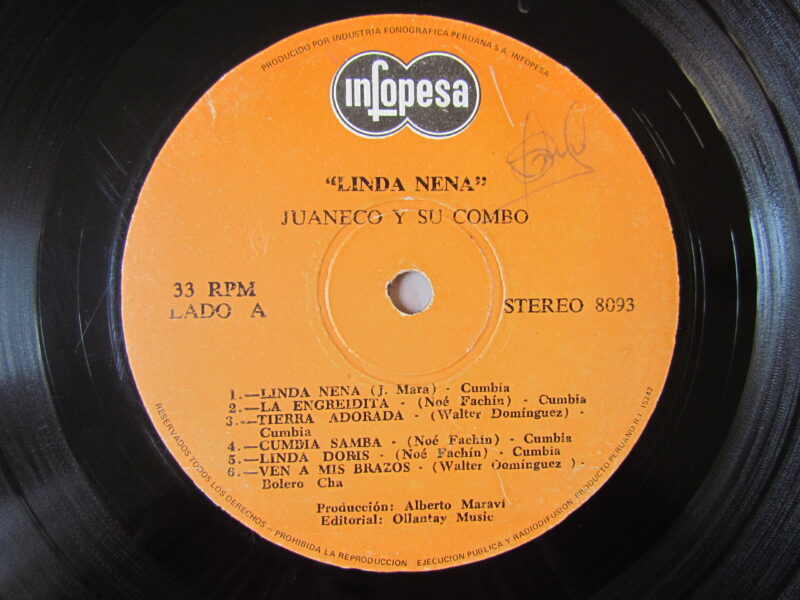 PRODUCIDO POR INDUSTRIA FONOGRAFICA PERUANA S.A. INFOPESA
infopesa
"LINDA NENA"
JUANECO Y SU COMBO
33 RPM
LADO A
STEREO 8093
1.—LINDA NENA (J. Mara) - Cumbia
2.—LA ENGREIDITA - (Noé Fachín) - Cumbia
3.—TIERRA ADORADA - (Walter Domínguez) -
Cumbia
4.—CUMBIA SAMBA - (Noé Fachín) - Cumbia
5.—LINDA DORIS - (Noé Fachín) - Cumbia
6.—VEN A MIS BRAZOS - (Walter Domínguez ) -
Bolero Cha
Producción: Alberto Maraví
Editorial: Ollantay Music
RESERVADOS TODOS LOS DERECHOS - PROHIBIDA LA REPRODUCCION EJECUCION PUBLICA Y RADIODIFUSION PRODUCTO PERUANO R.I. 15242